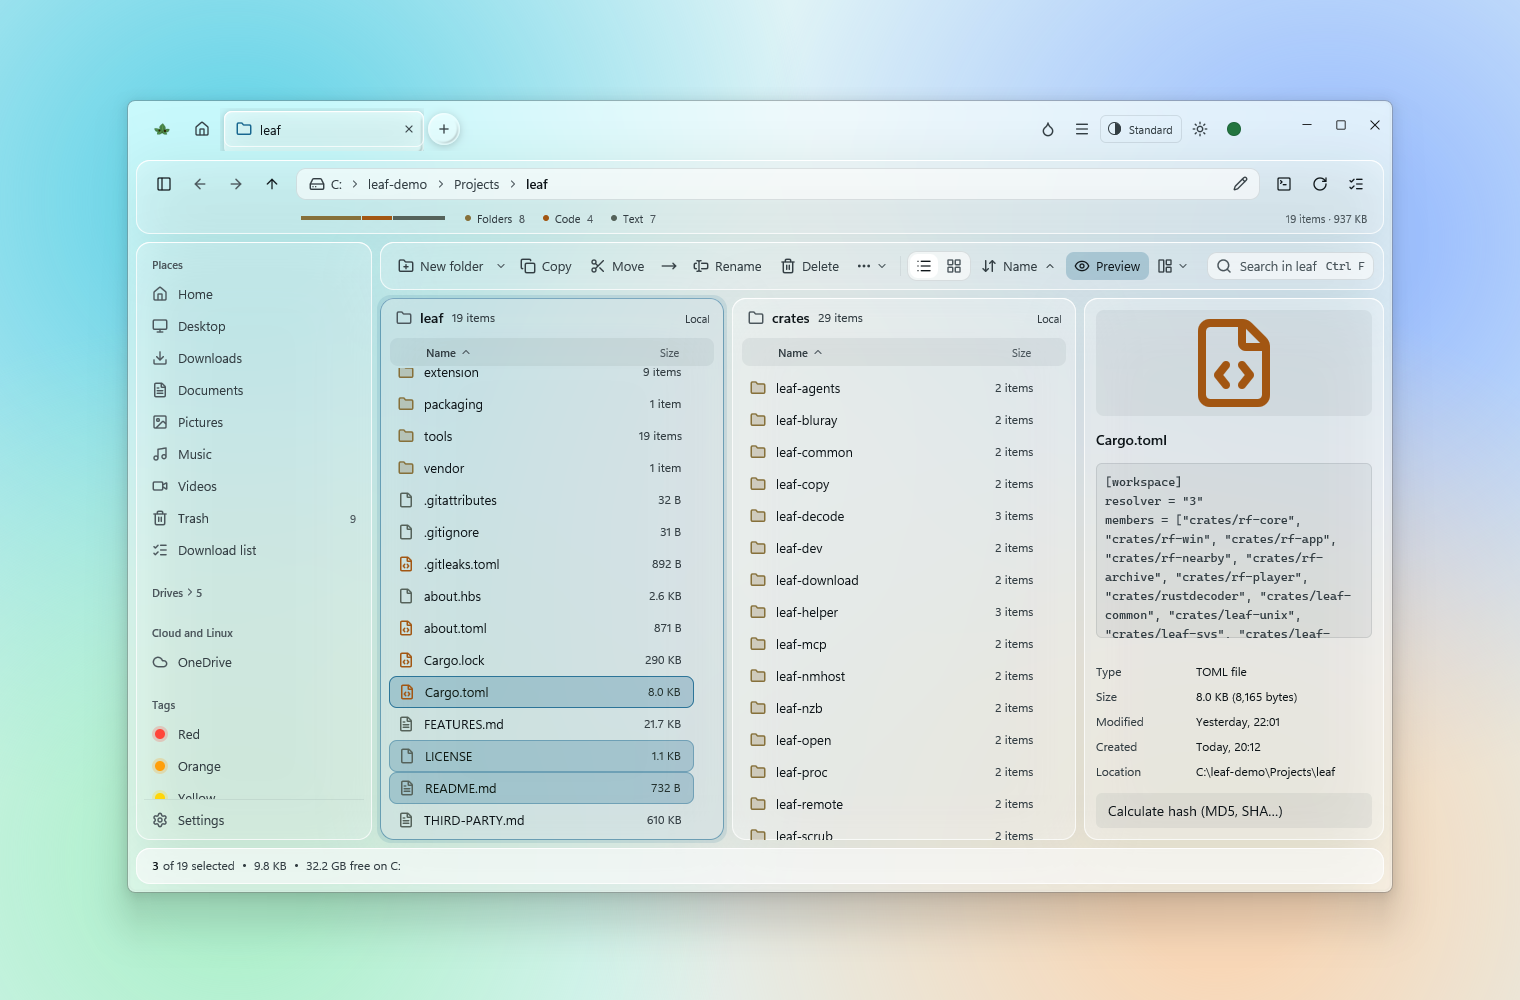 leaf
Standard
C: leaf-demo Projects leaf
Folders 8 Code 4 Text 7
19 items · 937 KB
Places
Home
Desktop
Downloads
Documents
Pictures
Music
Videos
Trash 9
Download list
Drives 5
Cloud and Linux
OneDrive
Tags
Red
Orange
Yellow
Settings
New folder Copy Move Rename Delete Name Preview Search in leaf Ctrl F
leaf 19 items Local
Name Size
extension 9 items
packaging 1 item
tools 19 items
vendor 1 item
.gitattributes 32 B
.gitignore 31 B
.gitleaks.toml 892 B
about.hbs 2.6 KB
about.toml 871 B
Cargo.lock 290 KB
Cargo.toml 8.0 KB
FEATURES.md 21.7 KB
LICENSE 1.1 KB
README.md 732 B
THIRD-PARTY.md 610 KB
crates 29 items Local
Name Size
leaf-agents 2 items
leaf-bluray 2 items
leaf-common 2 items
leaf-copy 2 items
leaf-decode 3 items
leaf-dev 2 items
leaf-download 2 items
leaf-helper 3 items
leaf-mcp 2 items
leaf-nmhost 2 items
leaf-nzb 2 items
leaf-open 2 items
leaf-proc 2 items
leaf-remote 2 items
leaf-scrub 2 items
Cargo.toml
[workspace]
resolver = "3"
members = ["crates/rf-core",
"crates/rf-win", "crates/rf-app",
"crates/rf-nearby", "crates/rf-
archive", "crates/rf-player",
"crates/rustdecoder", "crates/leaf-
common", "crates/leaf-unix",
"crates/leaf-sys", "crates/leaf-
Type TOML file
Size 8.0 KB (8,165 bytes)
Modified Yesterday, 22:01
Created Today, 20:12
Location C:\leaf-demo\Projects\leaf
Calculate hash (MD5, SHA...)
3 of 19 selected • 9.8 KB • 32.2 GB free on C: